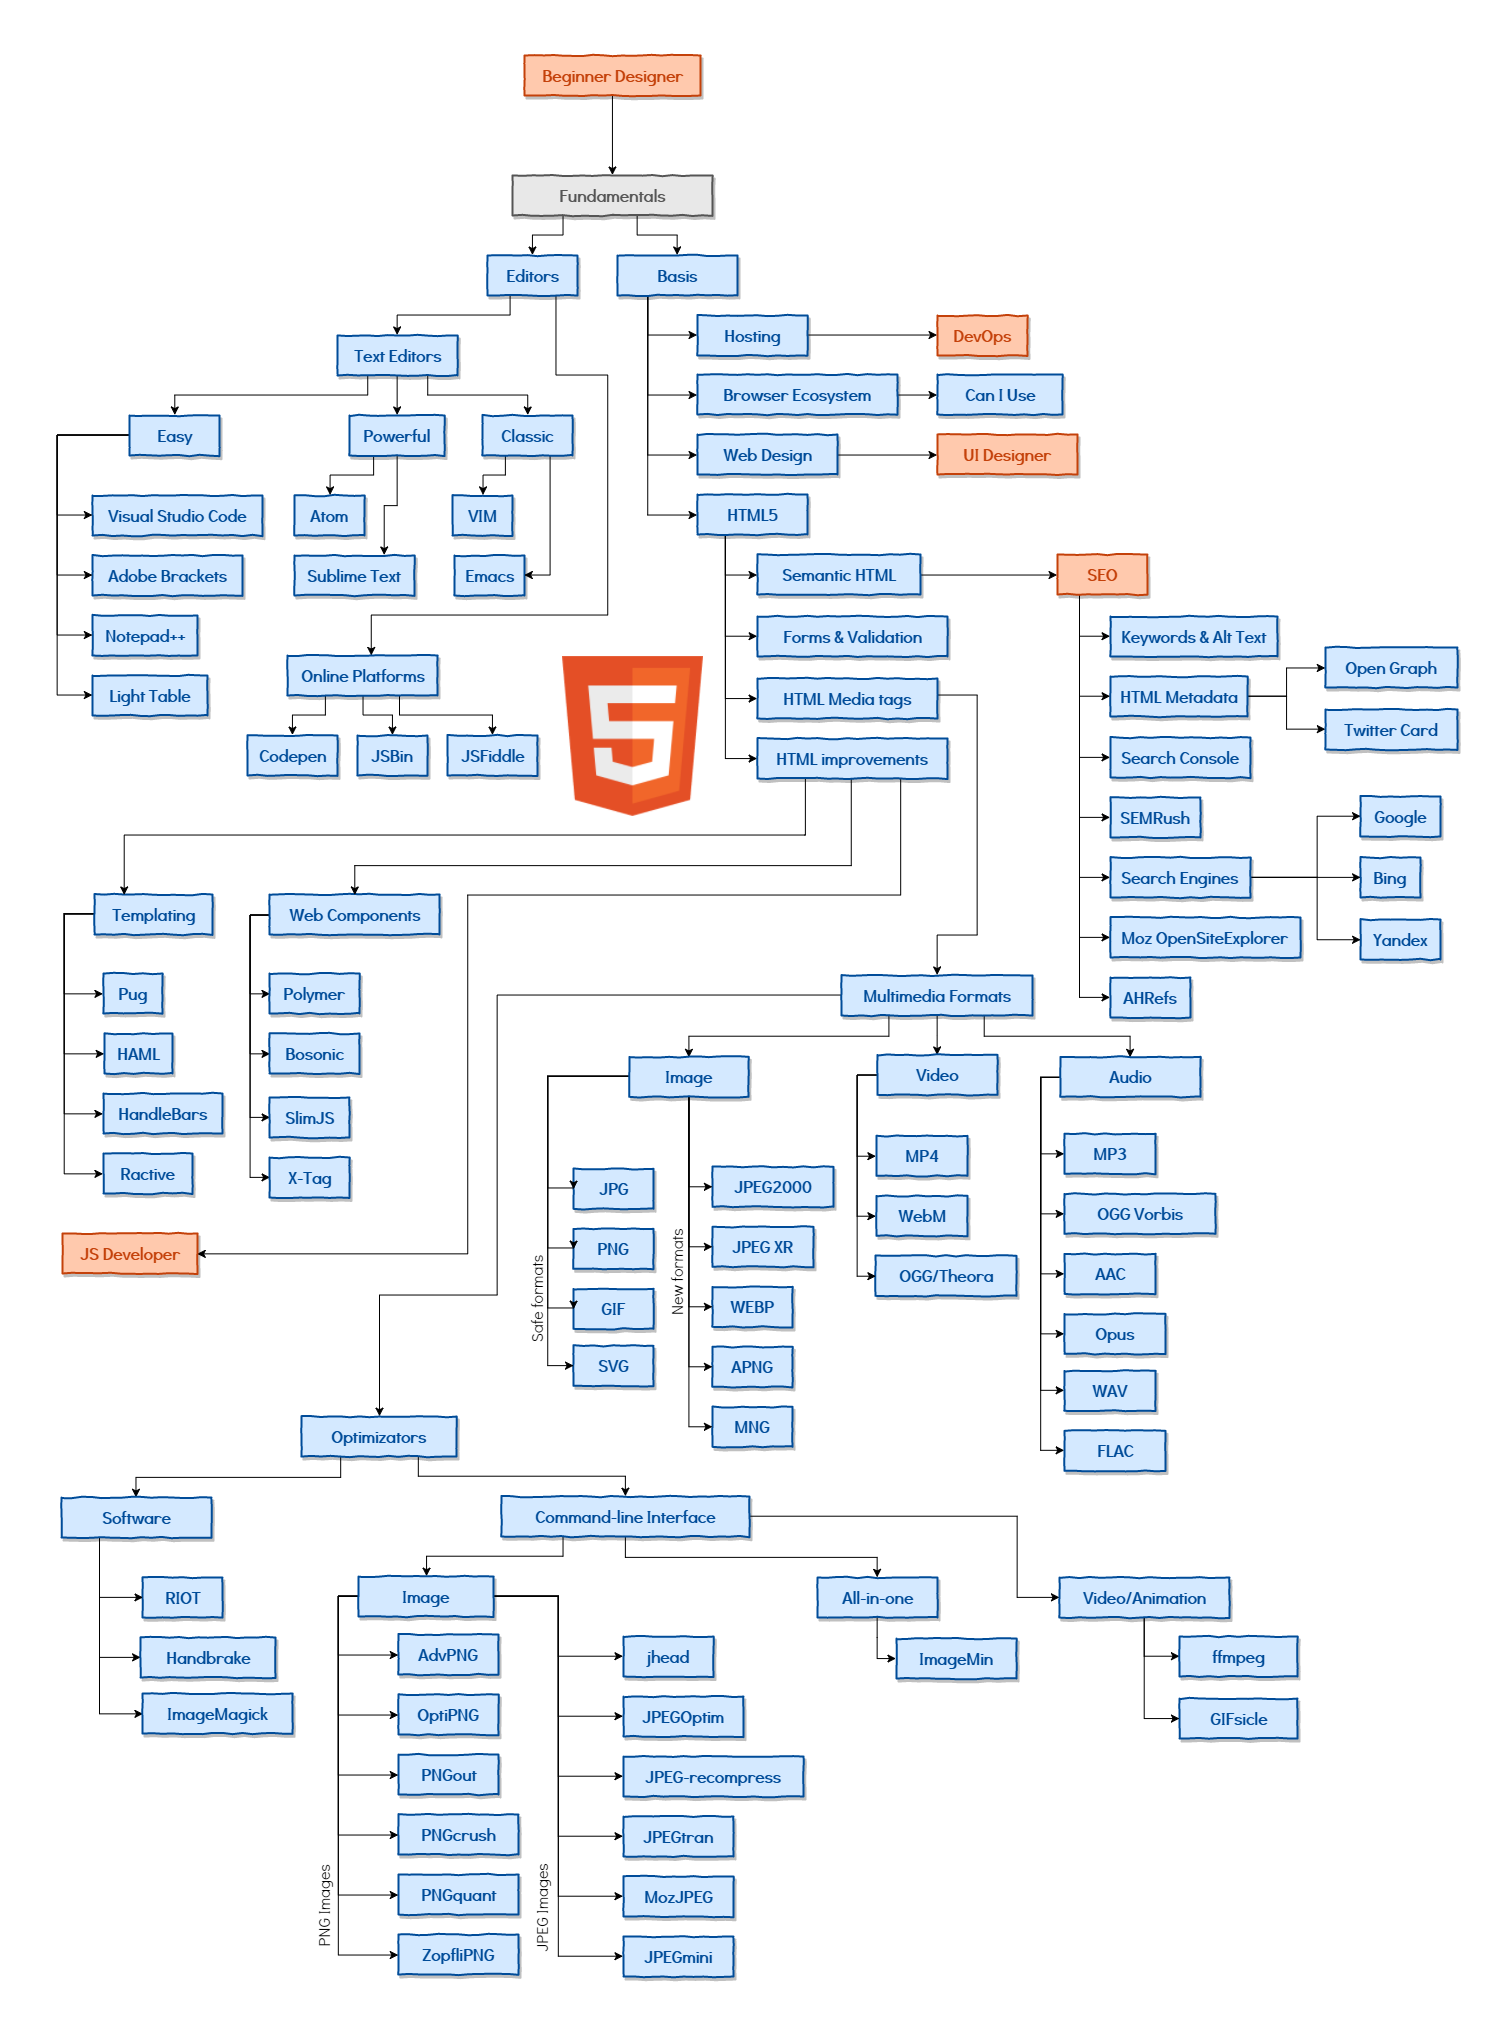 Beginner Designer
Fundamentals
Editors
Basis
Hosting
DevOps
Text Editors
Browser Ecosystem
Can I Use
Easy
Powerful
Classic
Web Design
UI Designer
Visual Studio Code
Atom
VIM
HTML5
Adobe Brackets
Sublime Text
Emacs
Semantic HTML
SEO
Notepad++
Forms & Validation
Keywords & Alt Text
Open Graph
Light Table
Online Platforms
HTML Media tags
HTML Metadata
Twitter Card
Codepen
JSBin
JSFiddle
HTML improvements
Search Console
SEMRush
Google
Search Engines
Bing
Templating
Web Components
Moz OpenSiteExplorer
Yandex
Pug
Polymer
Multimedia Formats
AHRefs
HAML
Bosonic
Image
Video
Audio
HandleBars
SlimJS
MP4
MP3
Ractive
X-Tag
JPG
JPEG2000
WebM
OGG Vorbis
JS Developer
PNG
JPEG XR
OGG/Theora
AAC
Safe formats
New formats
GIF
WEBP
Opus
SVG
APNG
WAV
Optimizators
MNG
FLAC
Software
Command-line Interface
RIOT
Image
All-in-one
Video/Animation
Handbrake
AdvPNG
jhead
ImageMin
ffmpeg
ImageMagick
OptiPNG
JPEGOptim
GIFsicle
PNGout
JPEG-recompress
PNGcrush
JPEGtran
PNG Images
JPEG Images
PNGquant
MozJPEG
ZopfliPNG
JPEGmini